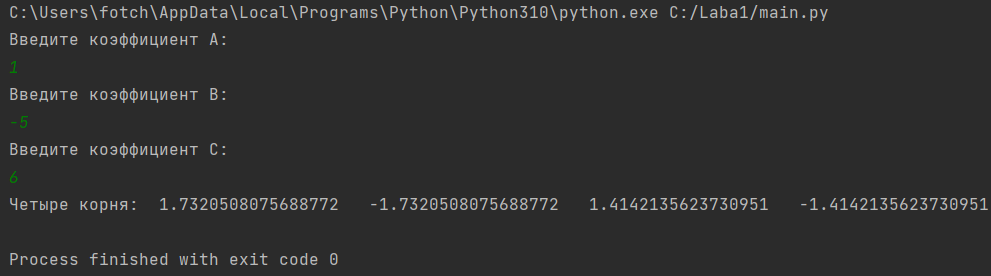 C:\Users\fotch\AppData\Local\Programs\Python\Python310\python.exe C:/Laba1/main.py
Введите коэффициент A:
1
Введите коэффициент B:
-5
Введите коэффициент C:
6
Четыре корня:  1.7320508075688772   -1.7320508075688772   1.4142135623730951   -1.4142135623730951
Process finished with exit code 0